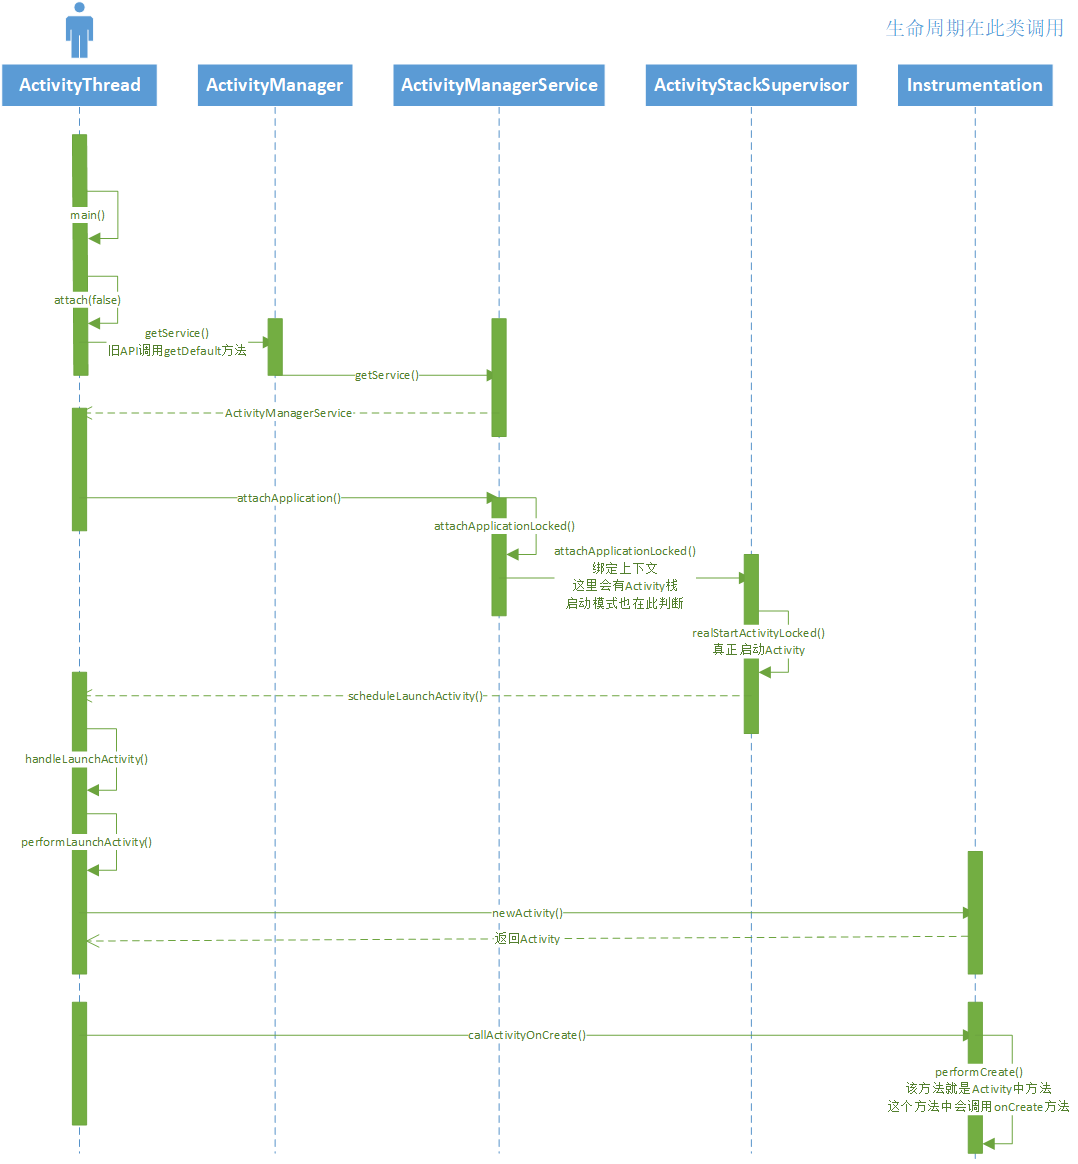 生命周期在此类调用
ActivityThread
ActivityManager
ActivityManagerService
ActivityStackSupervisor
Instrumentation
main()
attach(false)
getService()
旧API调用getDefault方法
getService()
ActivityManagerService
attachApplication()
attachApplicationLocked()
attachApplicationLocked()
绑定上下文
这里会有Activity栈
启动模式也在此判断
realStartActivityLocked()
真正启动Activity
scheduleLaunchActivity()
handleLaunchActivity()
performLaunchActivity()
newActivity()
返回Activity
callActivityOnCreate()
performCreate()
该方法就是Activity中方法
这个方法中会调用onCreate方法